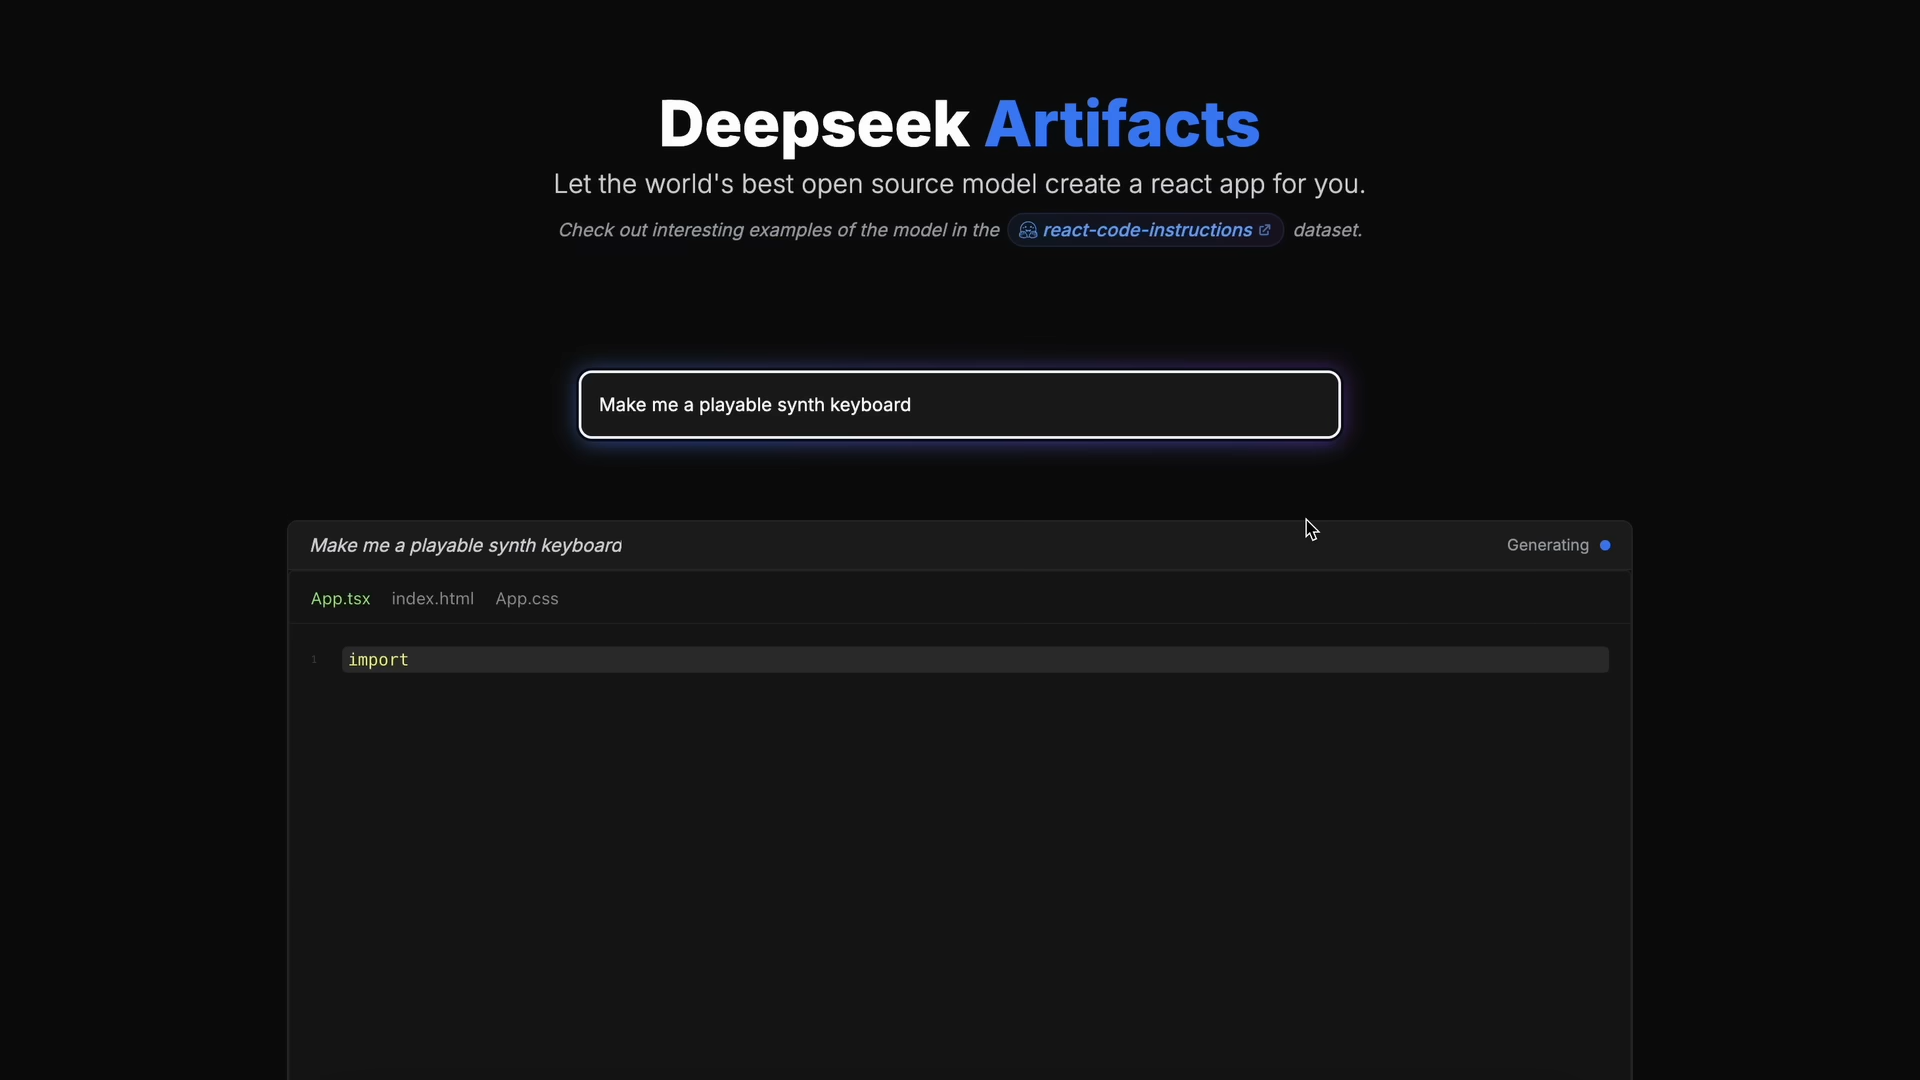 Deepseek Artifacts
Let the world's best open source model create a react app for you.
Check out interesting examples of the model in the react-code-instructions dataset.
Make me a playable synth keyboard
Make me a playable synth keyboard Generating
App.tsx index.html App.css
1 import